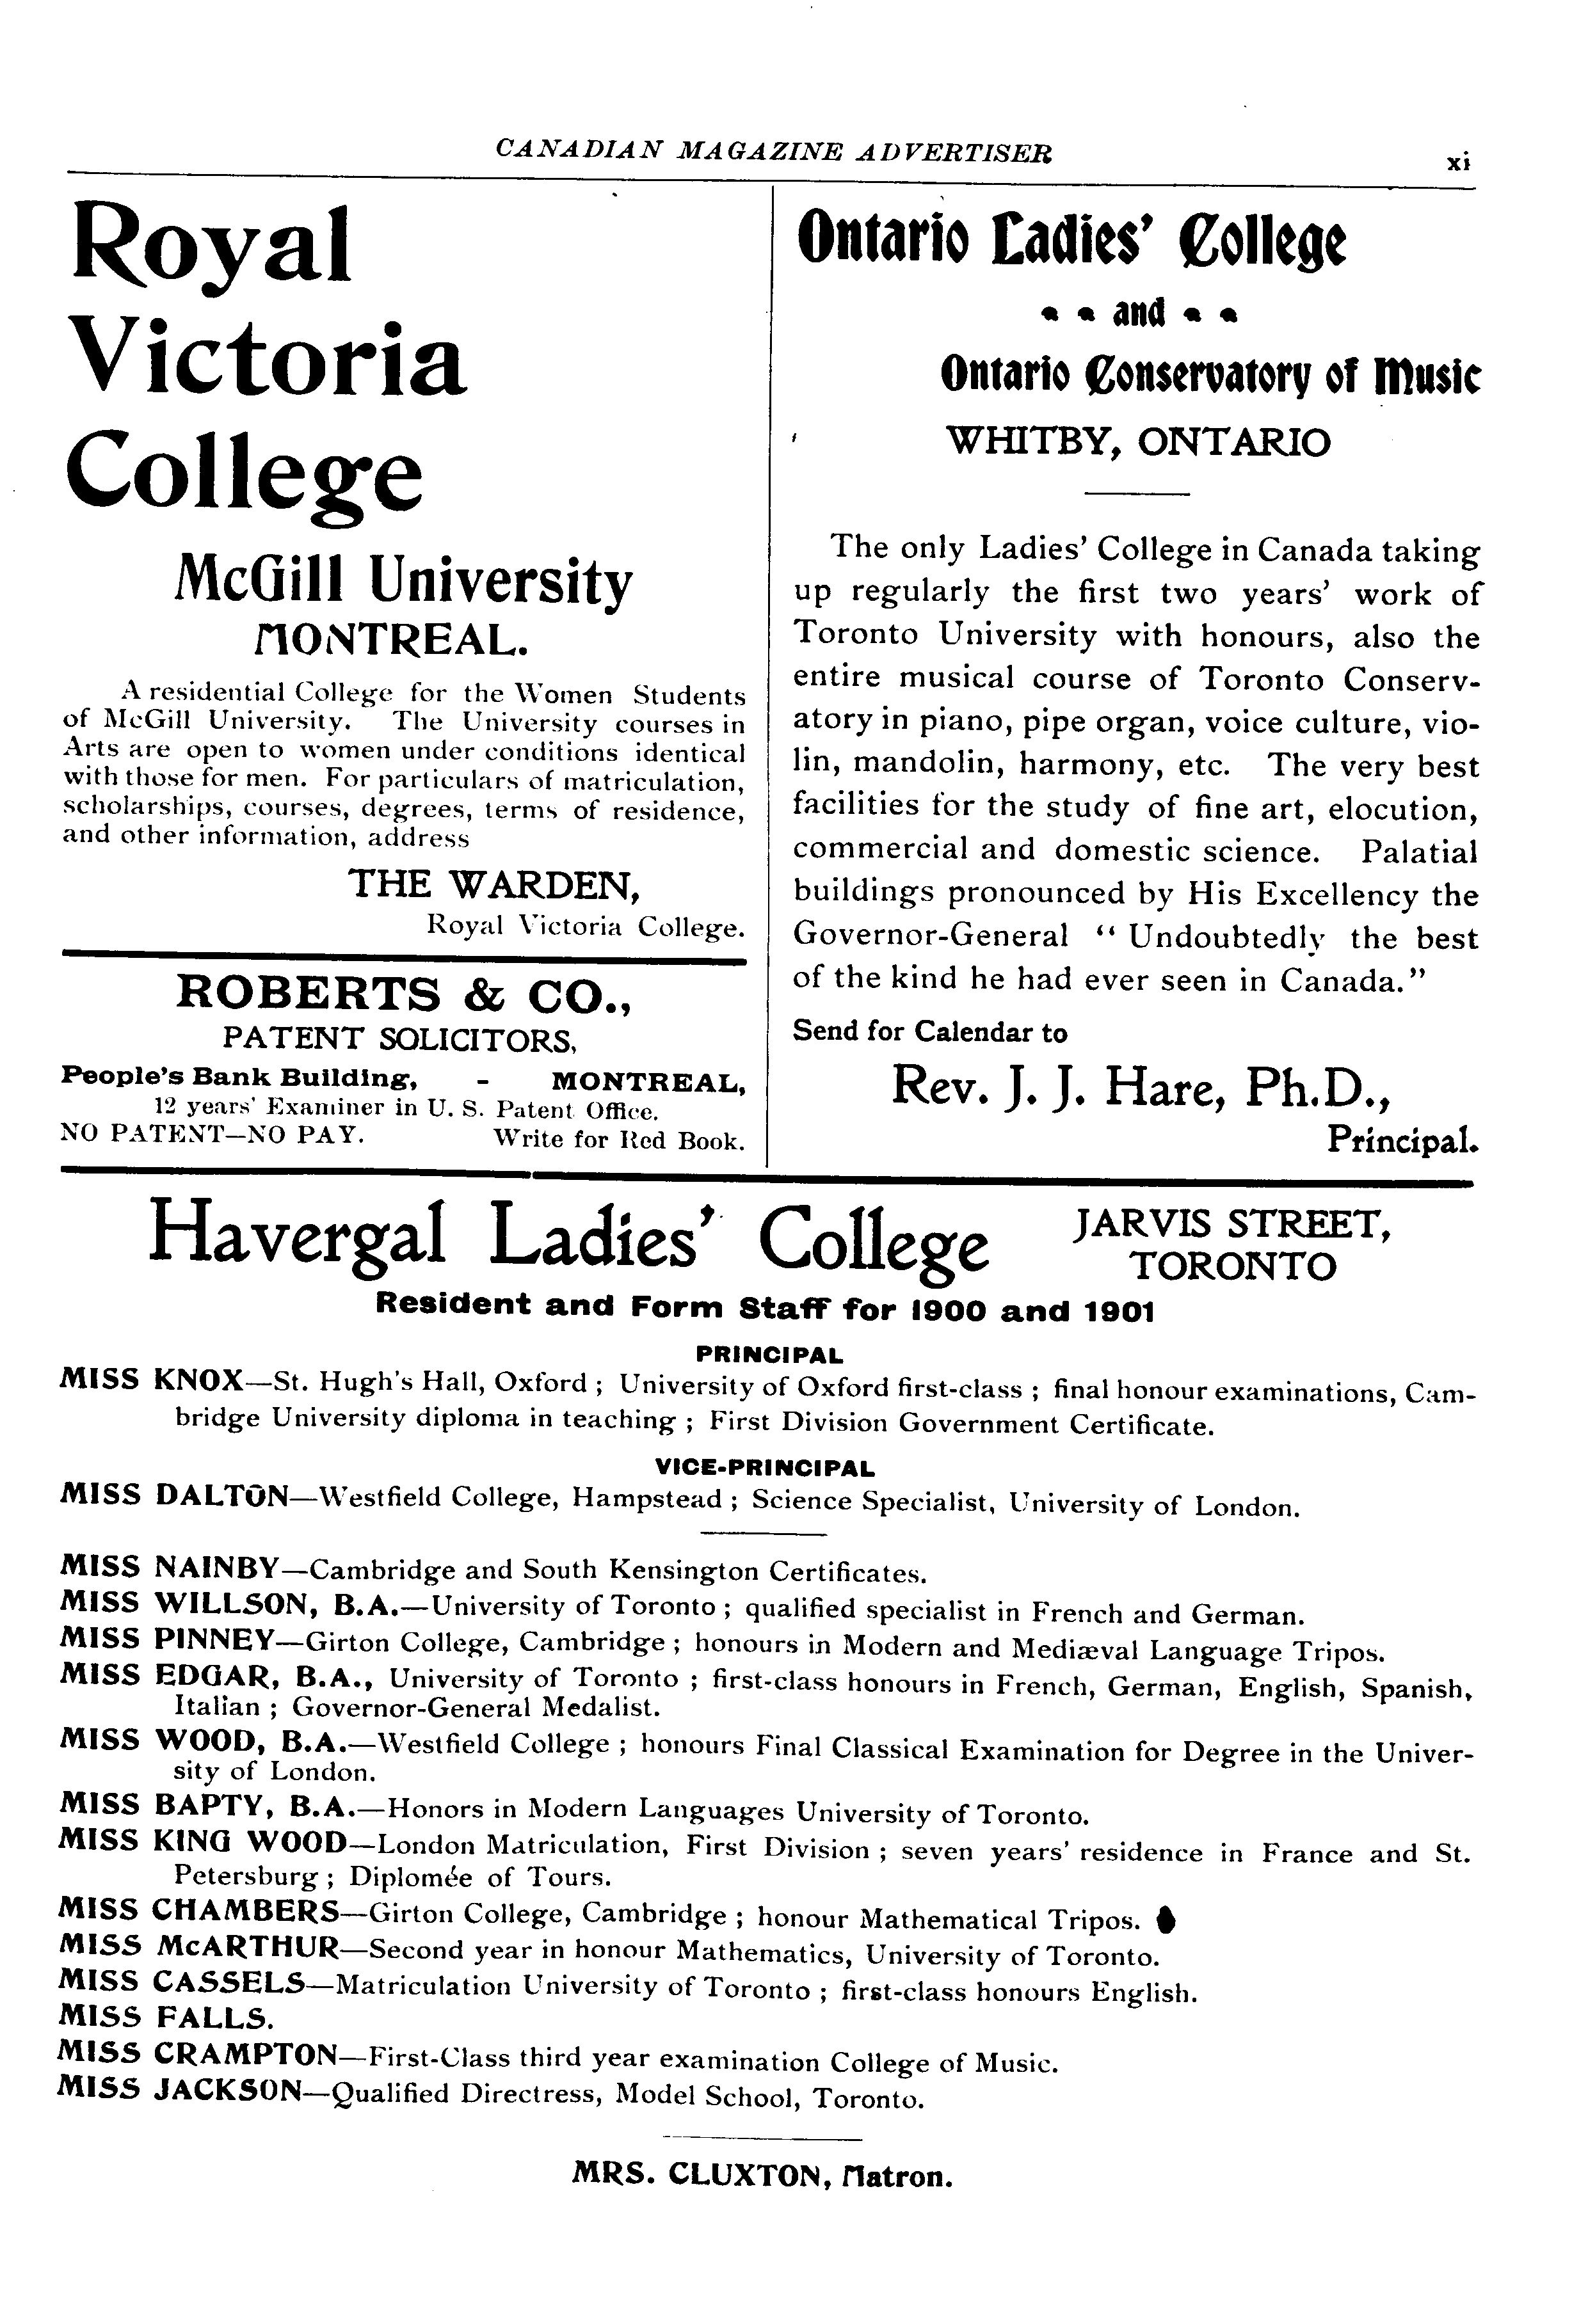 CANADIAN MAGAZINE ADVERTISER
xi
Royal
Victoria
College
McGill University
MONTREAL.
A residential College for the Women Students
of McGill University. The University courses in
Arts are open to women under conditions identical
with those for men. For particulars of matriculation,
scholarships, courses, degrees, terms of residence,
and other information, address
THE WARDEN,
Royal Victoria College.
ROBERTS & CO.,
PATENT SOLICITORS,
People's Bank Building, - MONTREAL,
12 years' Examiner in U. S. Patent Office.
NO PATENT—NO PAY. Write for Red Book.
Ontario Ladies' College
and
Ontario Conservatory of Music
WHITBY, ONTARIO
The only Ladies' College in Canada taking
up regularly the first two years' work of
Toronto University with honours, also the
entire musical course of Toronto Conserv-
atory in piano, pipe organ, voice culture, vio-
lin, mandolin, harmony, etc. The very best
facilities for the study of fine art, elocution,
commercial and domestic science. Palatial
buildings pronounced by His Excellency the
Governor-General “ Undoubtedly the best
of the kind he had ever seen in Canada.”
Send for Calendar to
Rev. J. J. Hare, Ph.D.,
Principal.
Havergal Ladies' College
JARVIS STREET,
TORONTO
Resident and Form Staff for 1900 and 1901
PRINCIPAL
MISS KNOX—St. Hugh's Hall, Oxford ; University of Oxford first-class ; final honour examinations, Cam-
bridge University diploma in teaching ; First Division Government Certificate.
VICE-PRINCIPAL
MISS DALTON—Westfield College, Hampstead ; Science Specialist, University of London.
MISS NAINBY—Cambridge and South Kensington Certificates.
MISS WILLSON, B.A.—University of Toronto ; qualified specialist in French and German.
MISS PINNEY—Girton College, Cambridge ; honours in Modern and Mediæval Language Tripos.
MISS EDGAR, B.A., University of Toronto ; first-class honours in French, German, English, Spanish,
Italian ; Governor-General Medalist.
MISS WOOD, B.A.—Westfield College ; honours Final Classical Examination for Degree in the Univer-
sity of London.
MISS BAPTY, B.A.—Honors in Modern Languages University of Toronto.
MISS KING WOOD—London Matriculation, First Division ; seven years' residence in France and St.
Petersburg ; Diplomée of Tours.
MISS CHAMBERS—Girton College, Cambridge ; honour Mathematical Tripos.
MISS McARTHUR—Second year in honour Mathematics, University of Toronto.
MISS CASSELS—Matriculation University of Toronto ; first-class honours English.
MISS FALLS.
MISS CRAMPTON—First-Class third year examination College of Music.
MISS JACKSON—Qualified Directress, Model School, Toronto.
MRS. CLUXTON, Matron.